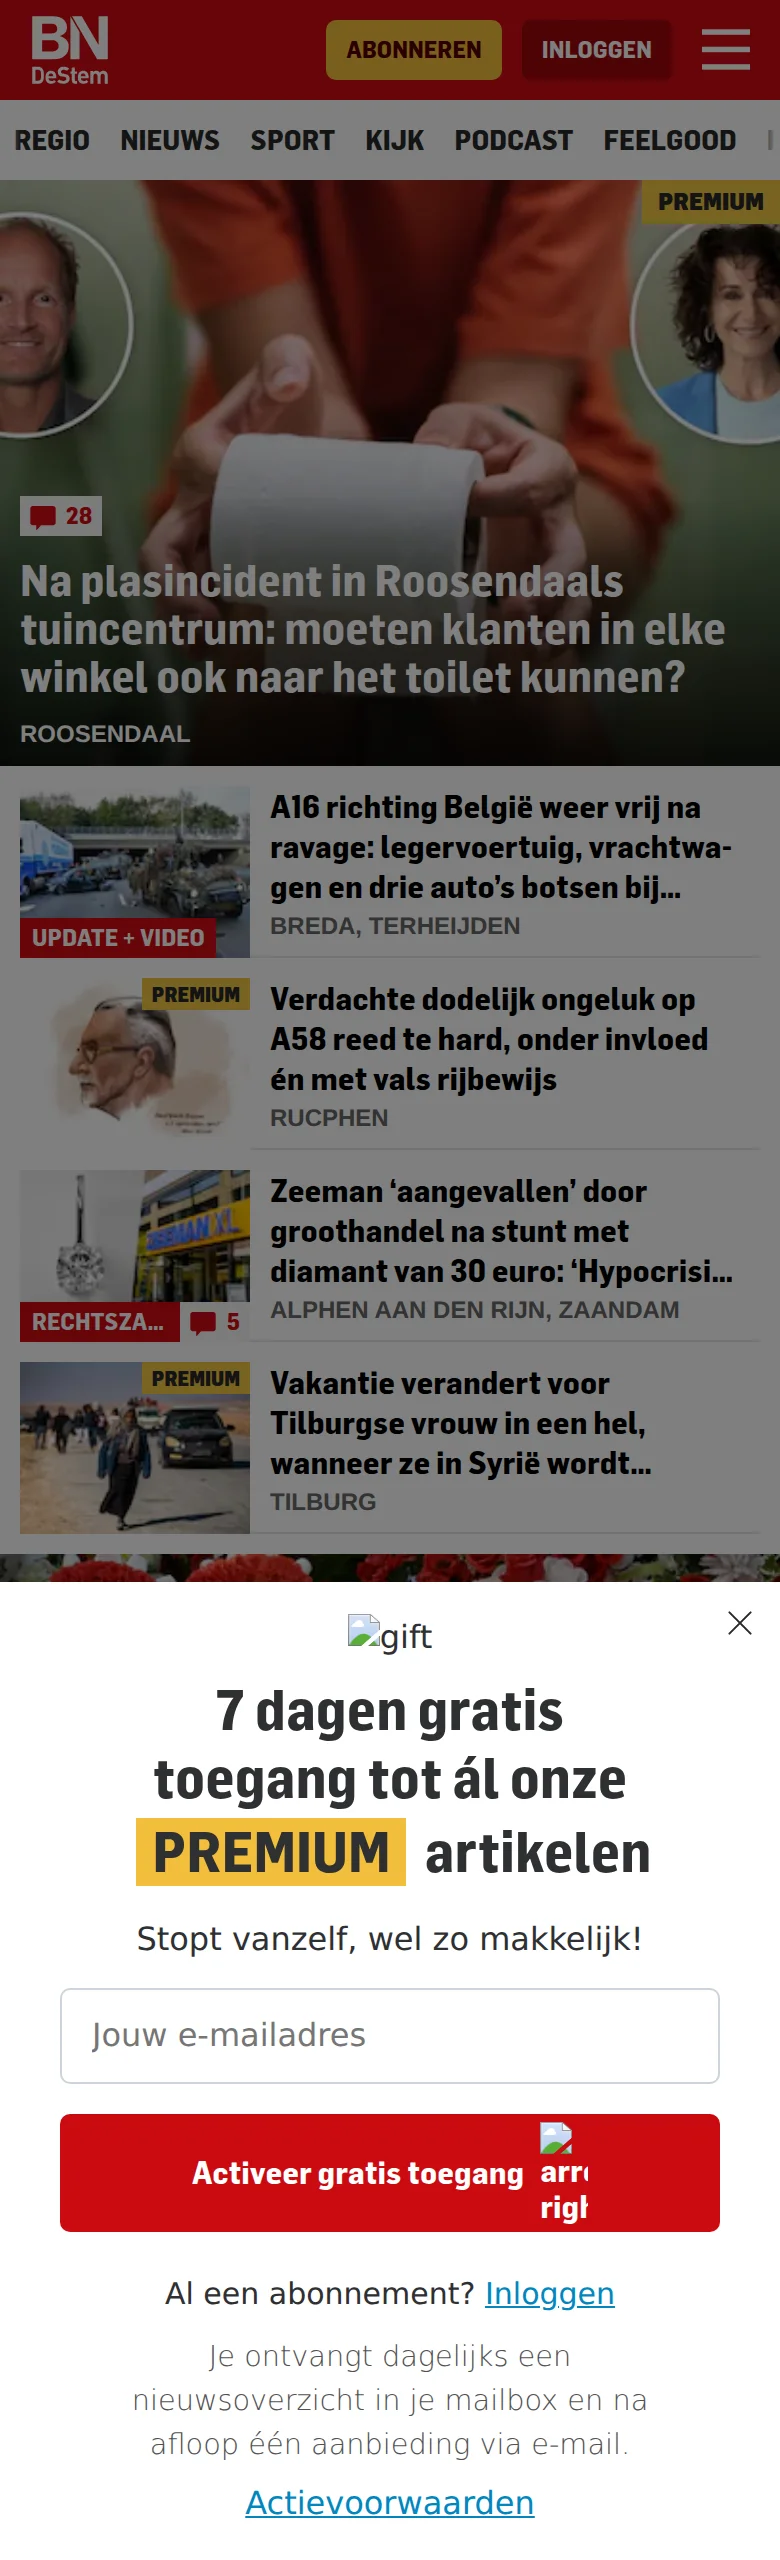 BN
DeStem
ABONNEREN
INLOGGEN
REGIO NIEUWS SPORT KIJK PODCAST FEELGOOD
PREMIUM
28
Na plasincident in Roosendaals
tuincentrum: moeten klanten in elke
winkel ook naar het toilet kunnen?
ROOSENDAAL
A16 richting België weer vrij na
ravage: legervoertuig, vrachtwa-
gen en drie auto’s botsen bij...
BREDA, TERHEIJDEN
UPDATE + VIDEO
PREMIUM
Verdachte dodelijk ongeluk op
A58 reed te hard, onder invloed
én met vals rijbewijs
RUCPHEN
ZEEMAN XL
Zeeman ‘aangevallen’ door
groothandel na stunt met
diamant van 30 euro: ‘Hypocrisi...
ALPHEN AAN DEN RIJN, ZAANDAM
RECHTSZA...
5
PREMIUM
Vakantie verandert voor
Tilburgse vrouw in een hel,
wanneer ze in Syrië wordt...
TILBURG
gift
7 dagen gratis
toegang tot ál onze
PREMIUM artikelen
Stopt vanzelf, wel zo makkelijk!
Jouw e-mailadres
Activeer gratis toegang
Al een abonnement? Inloggen
Je ontvangt dagelijks een
nieuwsoverzicht in je mailbox en na
afloop één aanbieding via e-mail.
Actievoorwaarden